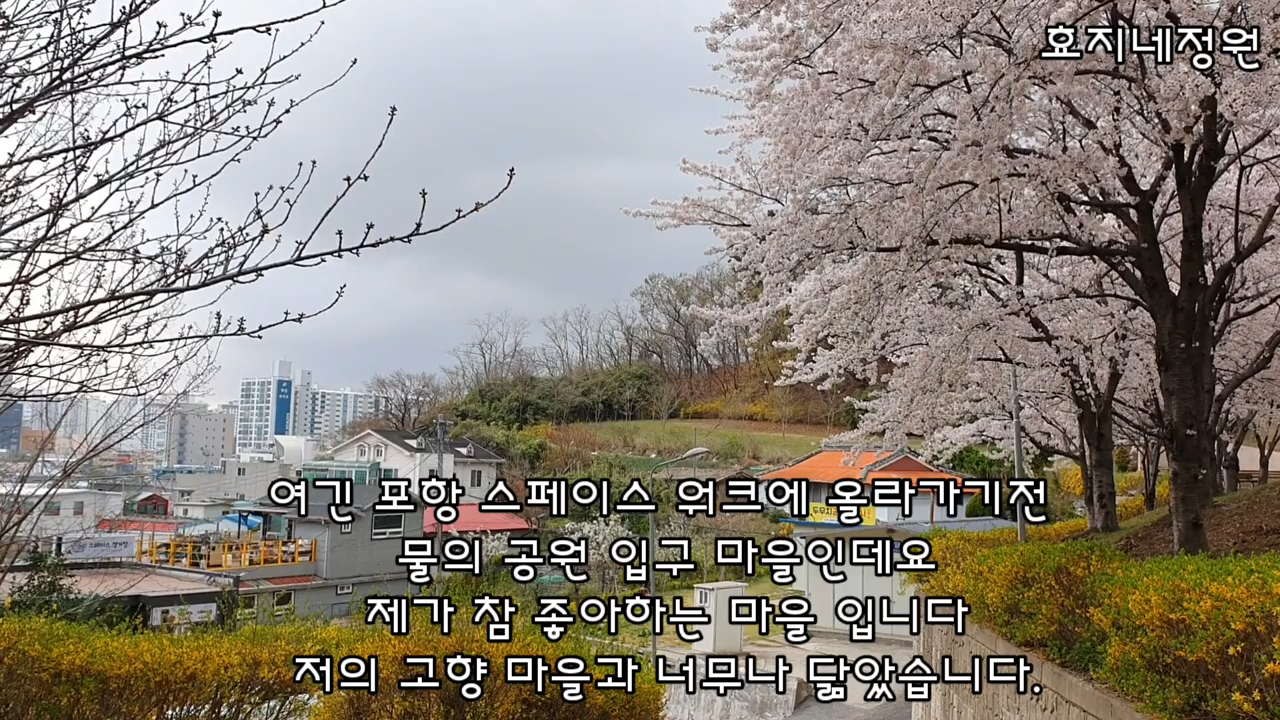 효지네정원
여긴 포항 스페이스 워크에 올라가기전
물의 공원 입구 마을인데요
제가 참 좋아하는 마을 입니다
저의 고향 마을과 너무나 닮았습니다.